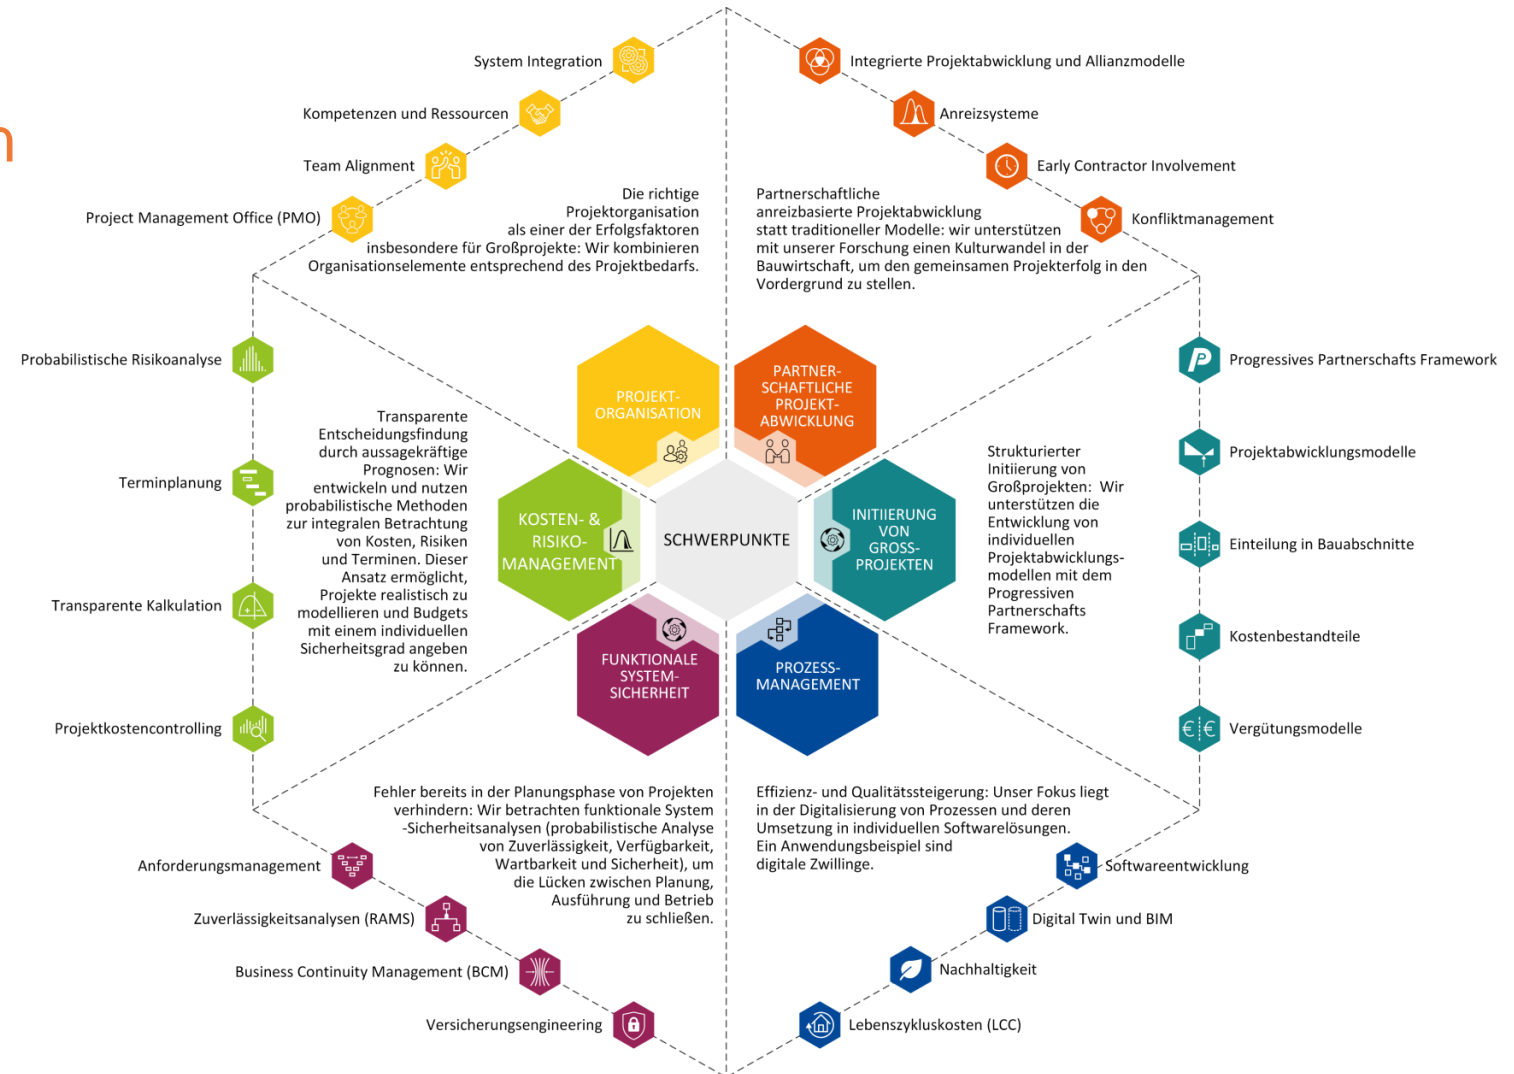 n
System Integration
Kompetenzen und Ressourcen
Team Alignment
Project Management Office (PMO)
Die richtige
Projektorganisation
als einer der Erfolgsfaktoren
insbesondere für Großprojekte: Wir kombinieren
Organisationselemente entsprechend des Projektbedarfs.
Integrierte Projektabwicklung und Allianzmodelle
Anreizsysteme
Early Contractor Involvement
Konfliktmanagement
Partnerschaftliche
anreizbasierte Projektabwicklung
statt traditioneller Modelle: wir unterstützen
mit unserer Forschung einen Kulturwandel in der
Bauwirtschaft, um den gemeinsamen Projekterfolg in den
Vordergrund zu stellen.
PROJEKT-
ORGANISATION
PARTNER-
SCHAFTLICHE
PROJEKT-
ABWICKLUNG
KOSTEN- &
RISIKO-
MANAGEMENT
SCHWERPUNKTE
INITIIERUNG
VON
GROSS-
PROJEKTEN
FUNKTIONALE
SYSTEM-
SICHERHEIT
PROZESS-
MANAGEMENT
Probabilistische Risikoanalyse
Terminplanung
Transparente Kalkulation
Projektkostencontrolling
Transparente
Entscheidungsfindung
durch aussagekräftige
Prognosen: Wir
entwickeln und nutzen
probabilistische Methoden
zur integralen Betrachtung
von Kosten, Risiken
und Terminen. Dieser
Ansatz ermöglicht,
Projekte realistisch zu
modellieren und Budgets
mit einem individuellen
Sicherheitsgrad angeben
zu können.
Strukturierter
Initiierung von
Großprojekten: Wir
unterstützen die
Entwicklung von
individuellen
Projektabwicklungs-
modellen mit dem
Progressiven
Partnerschafts
Framework.
P
Progressives Partnerschafts Framework
Projektabwicklungsmodelle
Einteilung in Bauabschnitte
Kostenbestandteile
€ €
Vergütungsmodelle
Fehler bereits in der Planungsphase von Projekten
verhindern: Wir betrachten funktionale System
-Sicherheitsanalysen (probabilistische Analyse
von Zuverlässigkeit, Verfügbarkeit,
Wartbarkeit und Sicherheit), um
die Lücken zwischen Planung,
Ausführung und Betrieb
zu schließen.
Anforderungsmanagement
Zuverlässigkeitsanalysen (RAMS)
Business Continuity Management (BCM)
Versicherungsengineering
Effizienz- und Qualitätssteigerung: Unser Fokus liegt
in der Digitalisierung von Prozessen und deren
Umsetzung in individuellen Softwarelösungen.
Ein Anwendungsbeispiel sind
digitale Zwillinge.
Softwareentwicklung
Digital Twin und BIM
Nachhaltigkeit
Lebenszykluskosten (LCC)